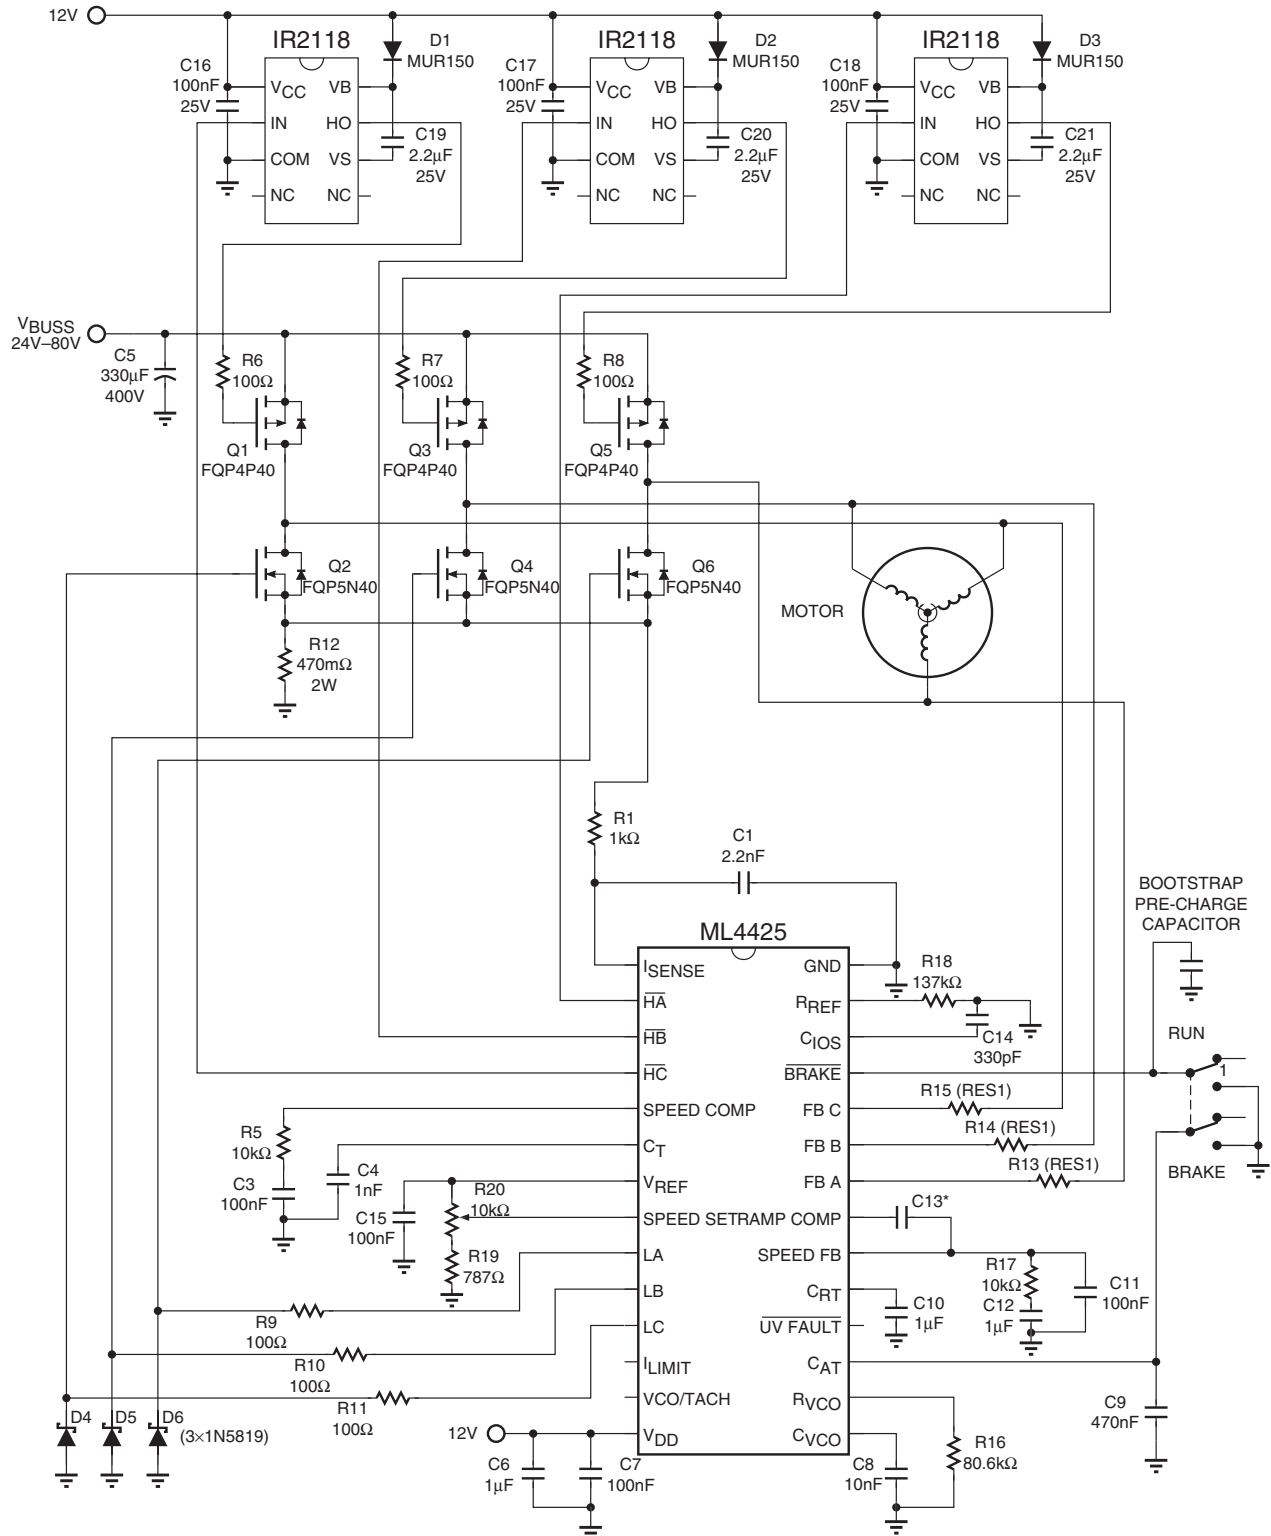 12V
IR2118
D1
MUR150
IR2118
D2
MUR150
IR2118
D3
MUR150
C16
100nF
25V
VCC
VB
IN
HO
COM
VS
NC
NC
C19
2.2μF
25V
C17
100nF
25V
VCC
VB
IN
HO
COM
VS
NC
NC
C20
2.2μF
25V
C18
100nF
25V
VCC
VB
IN
HO
COM
VS
NC
NC
C21
2.2μF
25V
VBUSS
24V–80V
C5
330μF
400V
R6
100Ω
R7
100Ω
R8
100Ω
Q1
FQP4P40
Q3
FQP4P40
Q5
FQP4P40
Q2
FQP5N40
Q4
FQP5N40
Q6
FQP5N40
MOTOR
R12
470mΩ
2W
R1
1kΩ
C1
2.2nF
BOOTSTRAP
PRE-CHARGE
CAPACITOR
ML4425
ISENSE
HA
HB
HC
SPEED COMP
CT
VREF
SPEED SET
LA
LB
LC
ILIMIT
VCO/TACH
VDD
GND
RREF
CIOS
BRAKE
FB C
FB B
FB A
RAMP COMP
SPEED FB
CRT
UV FAULT
CAT
RVCO
CVCO
R18
137kΩ
C14
330pF
RUN
1
BRAKE
R15 (RES1)
R14 (RES1)
R13 (RES1)
R5
10kΩ
C3
100nF
C4
1nF
C15
100nF
R20
10kΩ
R19
787Ω
C13*
R17
10kΩ
C12
1μF
C11
100nF
C10
1μF
R9
100Ω
R10
100Ω
R11
100Ω
D4
D5
D6
(3×1N5819)
12V
C6
1μF
C7
100nF
C8
10nF
R16
80.6kΩ
C9
470nF